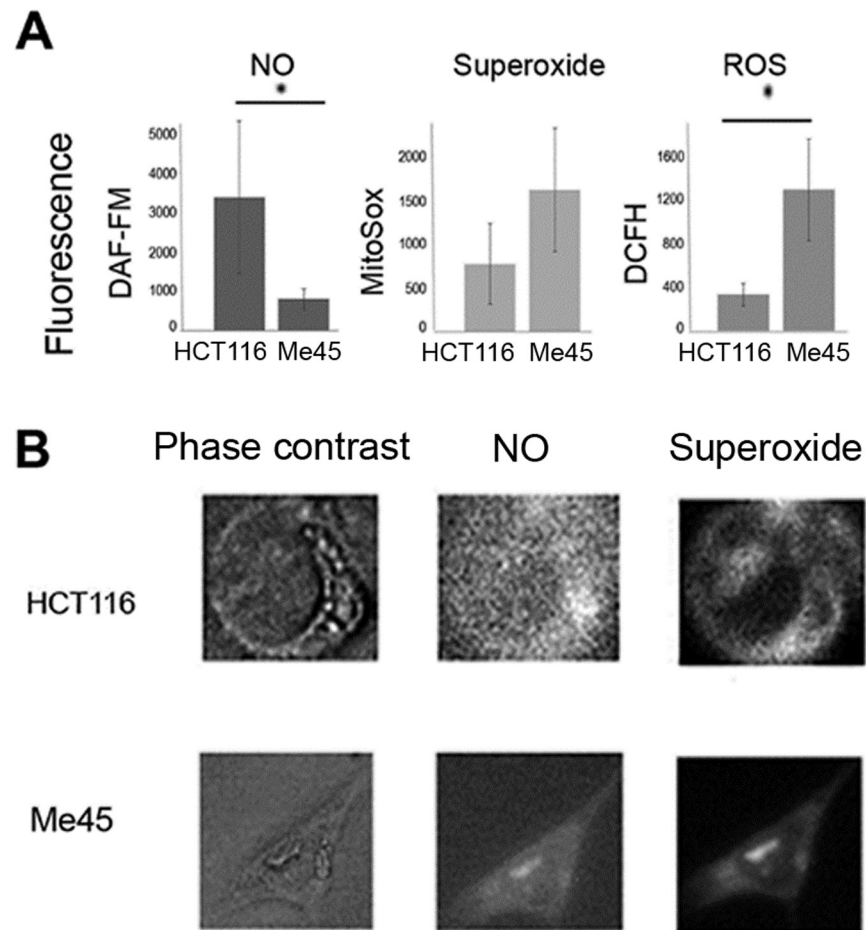 A
NO
*
Superoxide
ROS
*
Fluorescence
DAF-FM
5000
4000
3000
2000
1000
0
HCT116 Me45
MitoSox
2000
1500
1000
500
0
HCT116 Me45
DCFH
1600
1200
800
400
0
HCT116 Me45
B
Phase contrast
NO
Superoxide
HCT116
Me45